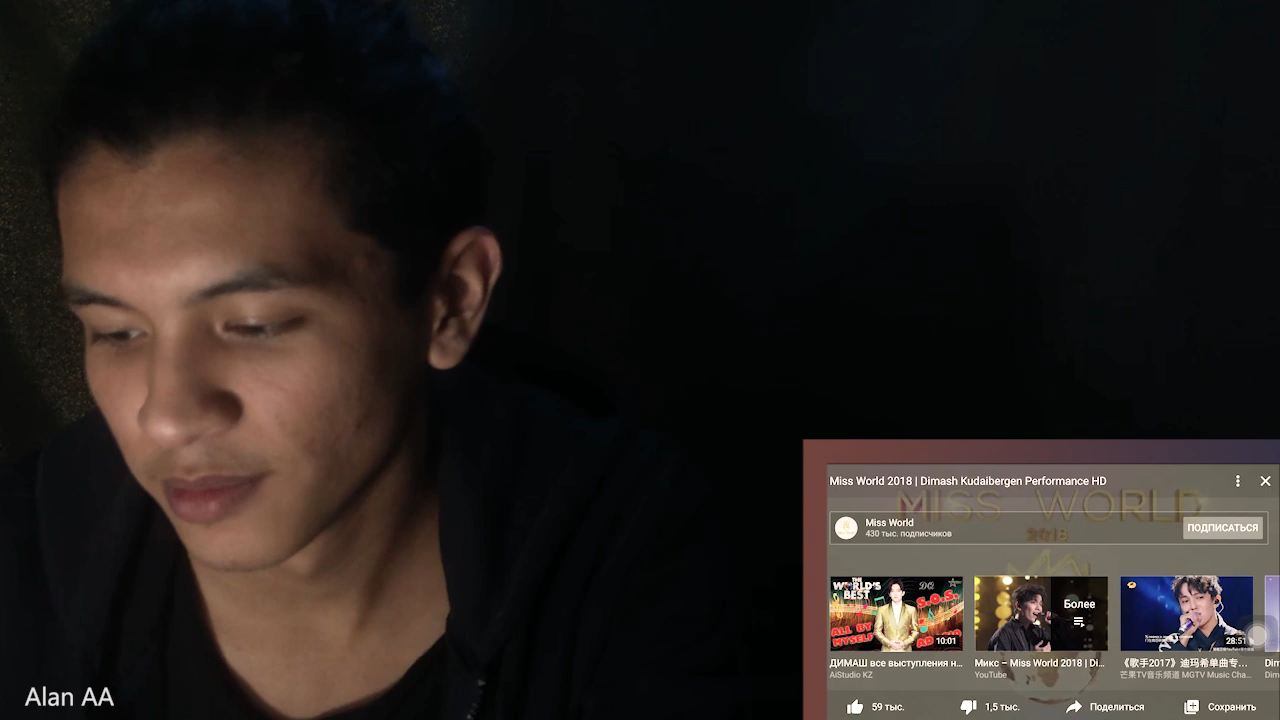 Miss World 2018 | Dimash Kudaibergen Performance HD
MISS WORLD
2018
Miss World
430 тыс. подписчиков
ПОДПИСАТЬСЯ
THE
WORLD'S
BEST
DQ
S.O.S.
ALL BY
MYSELF
10:01
Более
28:51
ДИМАШ все выступления н...
AiStudio KZ
Микс – Miss World 2018 | Di...
YouTube
《歌手2017》迪玛希单曲专...
芒果TV音乐频道 MGTV Music Cha...
Dim
59 тыс.
1,5 тыс.
Поделиться
Сохранить
Alan AA